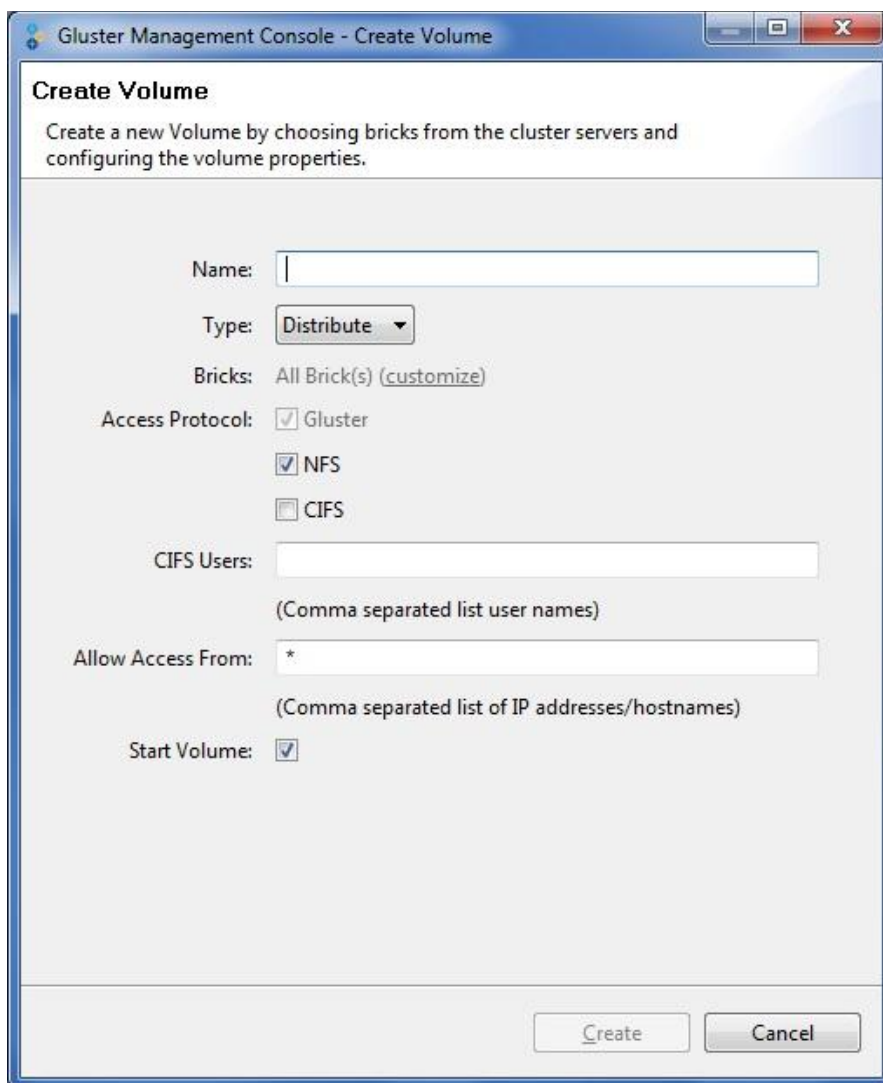 Gluster Management Console - Create Volume
Create Volume
Create a new Volume by choosing bricks from the cluster servers and
configuring the volume properties.
Name:
Type: Distribute
Bricks: All Brick(s) (customize)
Access Protocol: Gluster
NFS
CIFS
CIFS Users:
(Comma separated list user names)
Allow Access From: *
(Comma separated list of IP addresses/hostnames)
Start Volume:
Create Cancel